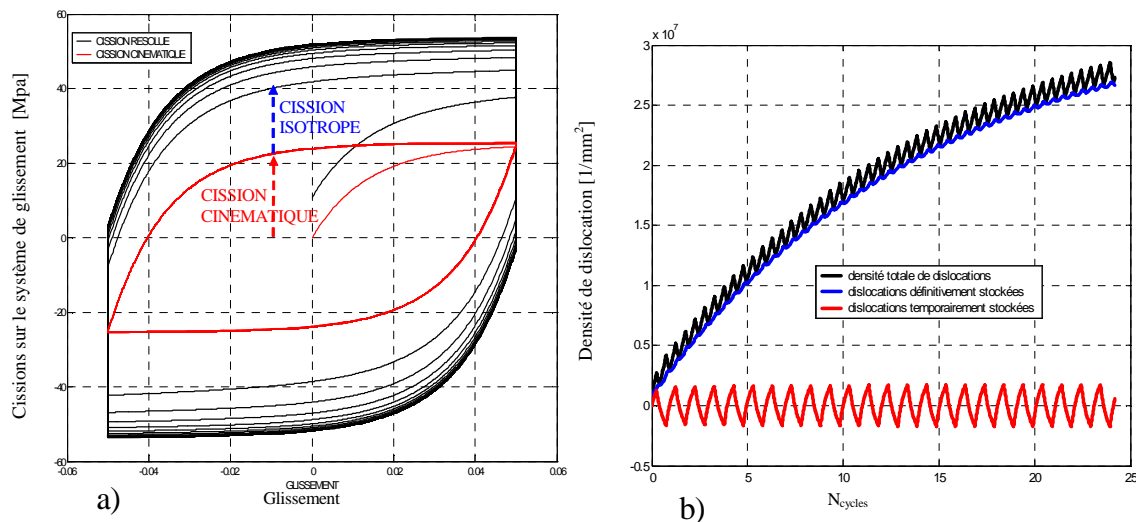 60
40
20
0
-20
-40
-60
Cissions sur le système de glissement [Mpa]
CISSION RESOLUE
CISSION CINEMATIQUE
CISSION
ISOTROPE
CISSION
CINEMATIQUE
-0.06 -0.04 -0.02 0 0.02 0.04 0.06
GLISSEMENT
Glissement
a)
x 10^7
3
2.5
2
1.5
1
0.5
0
-0.5
Densité de dislocation [1/mm²]
densité totale de dislocations
dislocations définitivement stockées
dislocations temporairement stockées
0 5 10 15 20 25
N_cycles
b)